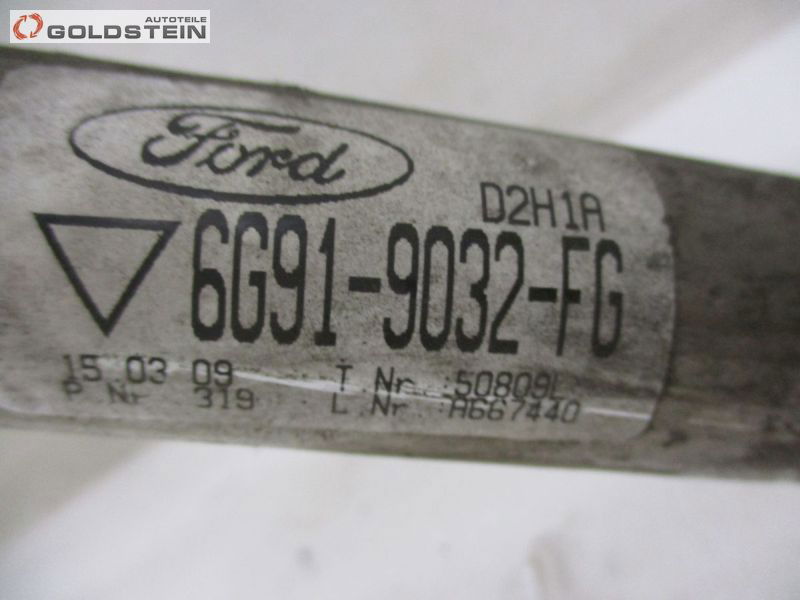 AUTOTEILE
GOLDSTEIN
Ford
D2H1A
6G91-9032-FG
15 03 09 T Nr 50809L
P Nr 319 L Nr A667440